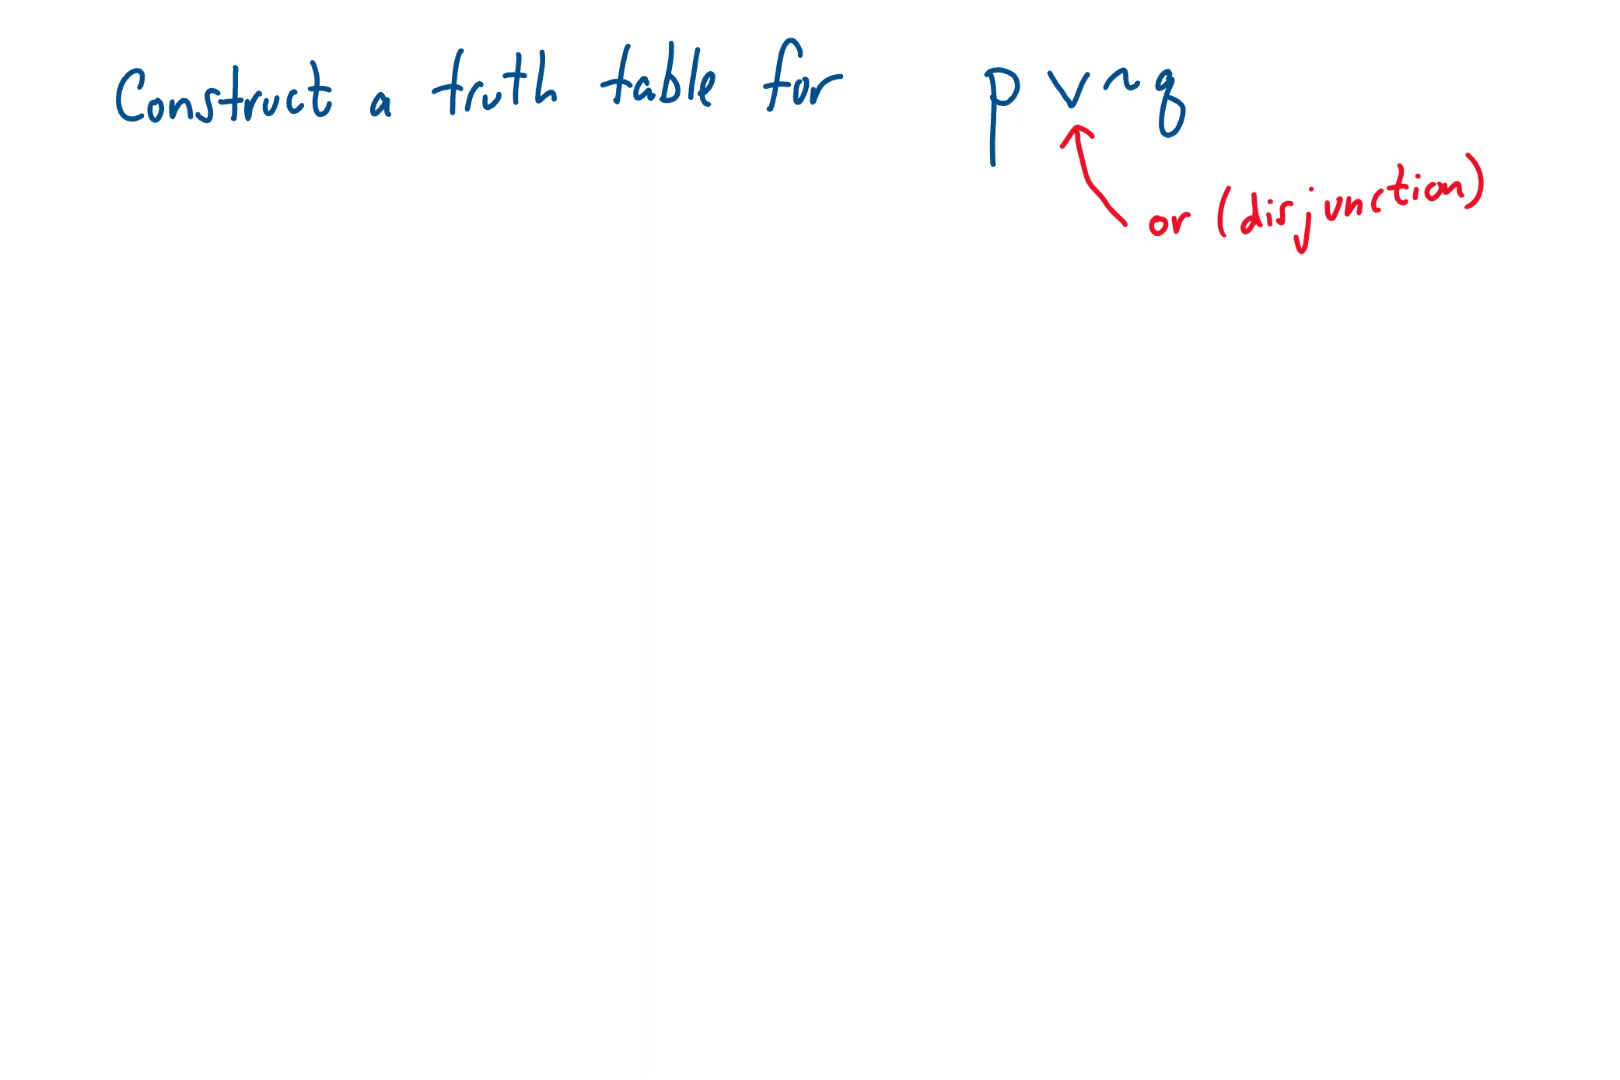 Construct a truth table for p ∨ ~q
or (disjunction)